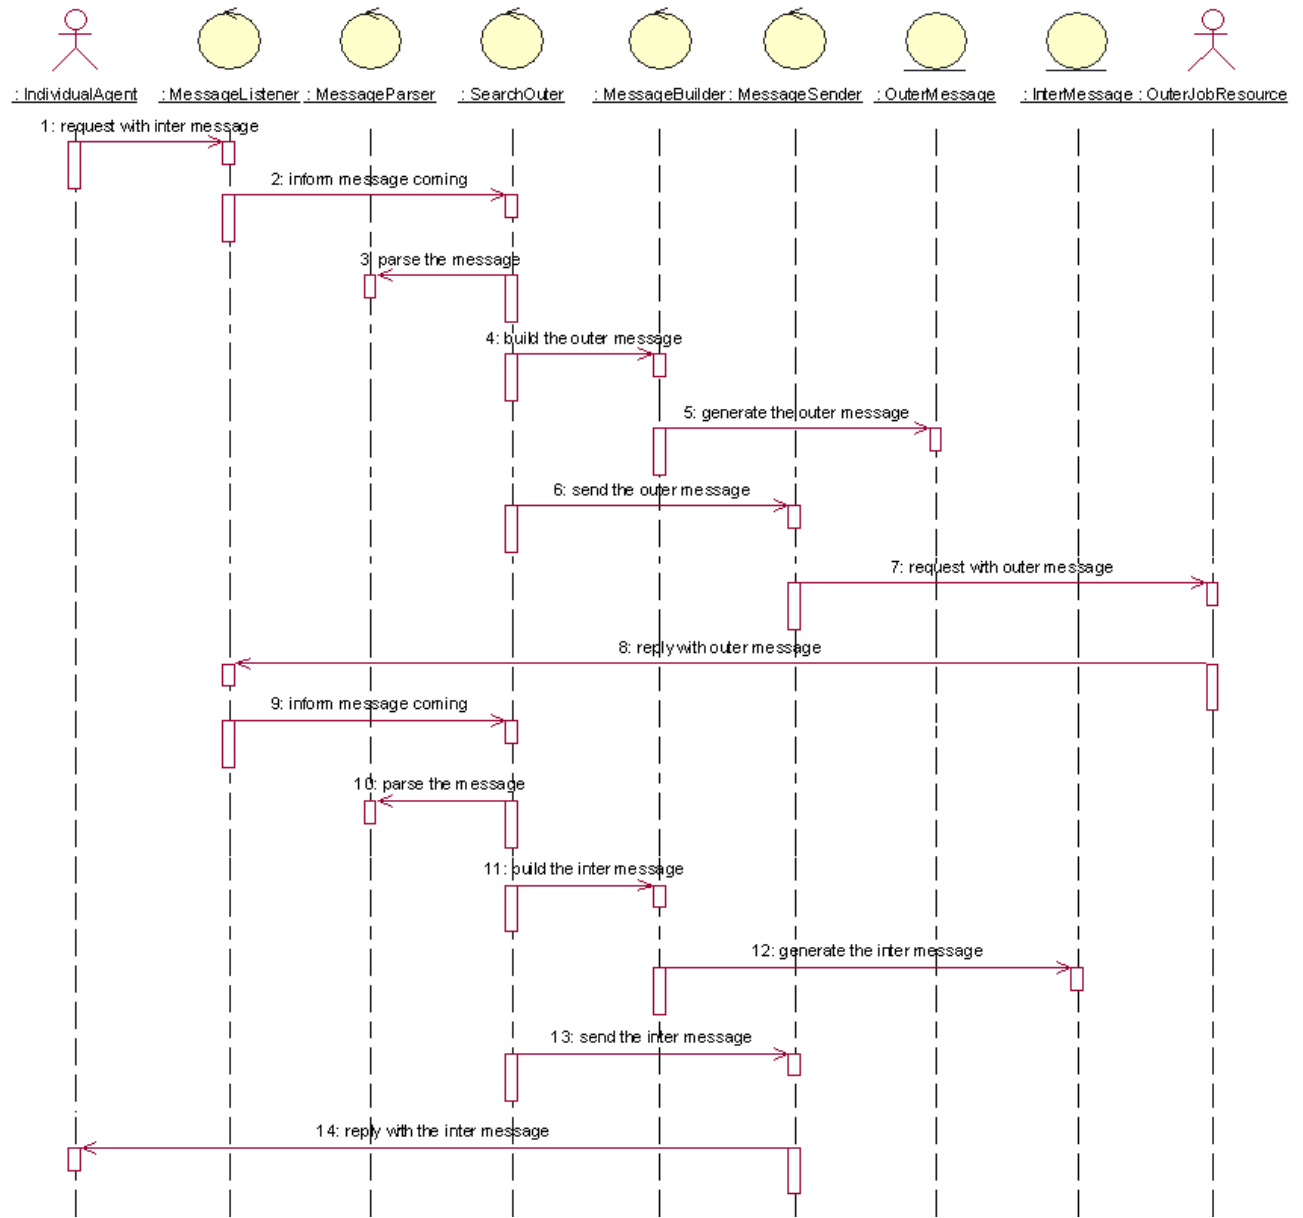 : IndividualAgent : MessageListener : MessageParser : SearchOuter : MessageBuilder : MessageSender : OuterMessage : InterMessage : OuterJobResource
1: request with inter message
2: inform message coming
3: parse the message
4: build the outer message
5: generate the outer message
6: send the outer message
7: request with outer message
8: reply with outer message
9: inform message coming
10: parse the message
11: build the inter message
12: generate the inter message
13: send the inter message
14: reply with the inter message